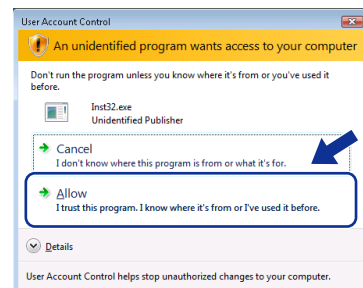 User Account Control
An unidentified program wants access to your computer
Don't run the program unless you know where it's from or you've used it
before.
Inst32.exe
Unidentified Publisher
Cancel
I don't know where this program is from or what it's for.
Allow
I trust this program. I know where it's from or I've used it before.
Details
User Account Control helps stop unauthorized changes to your computer.